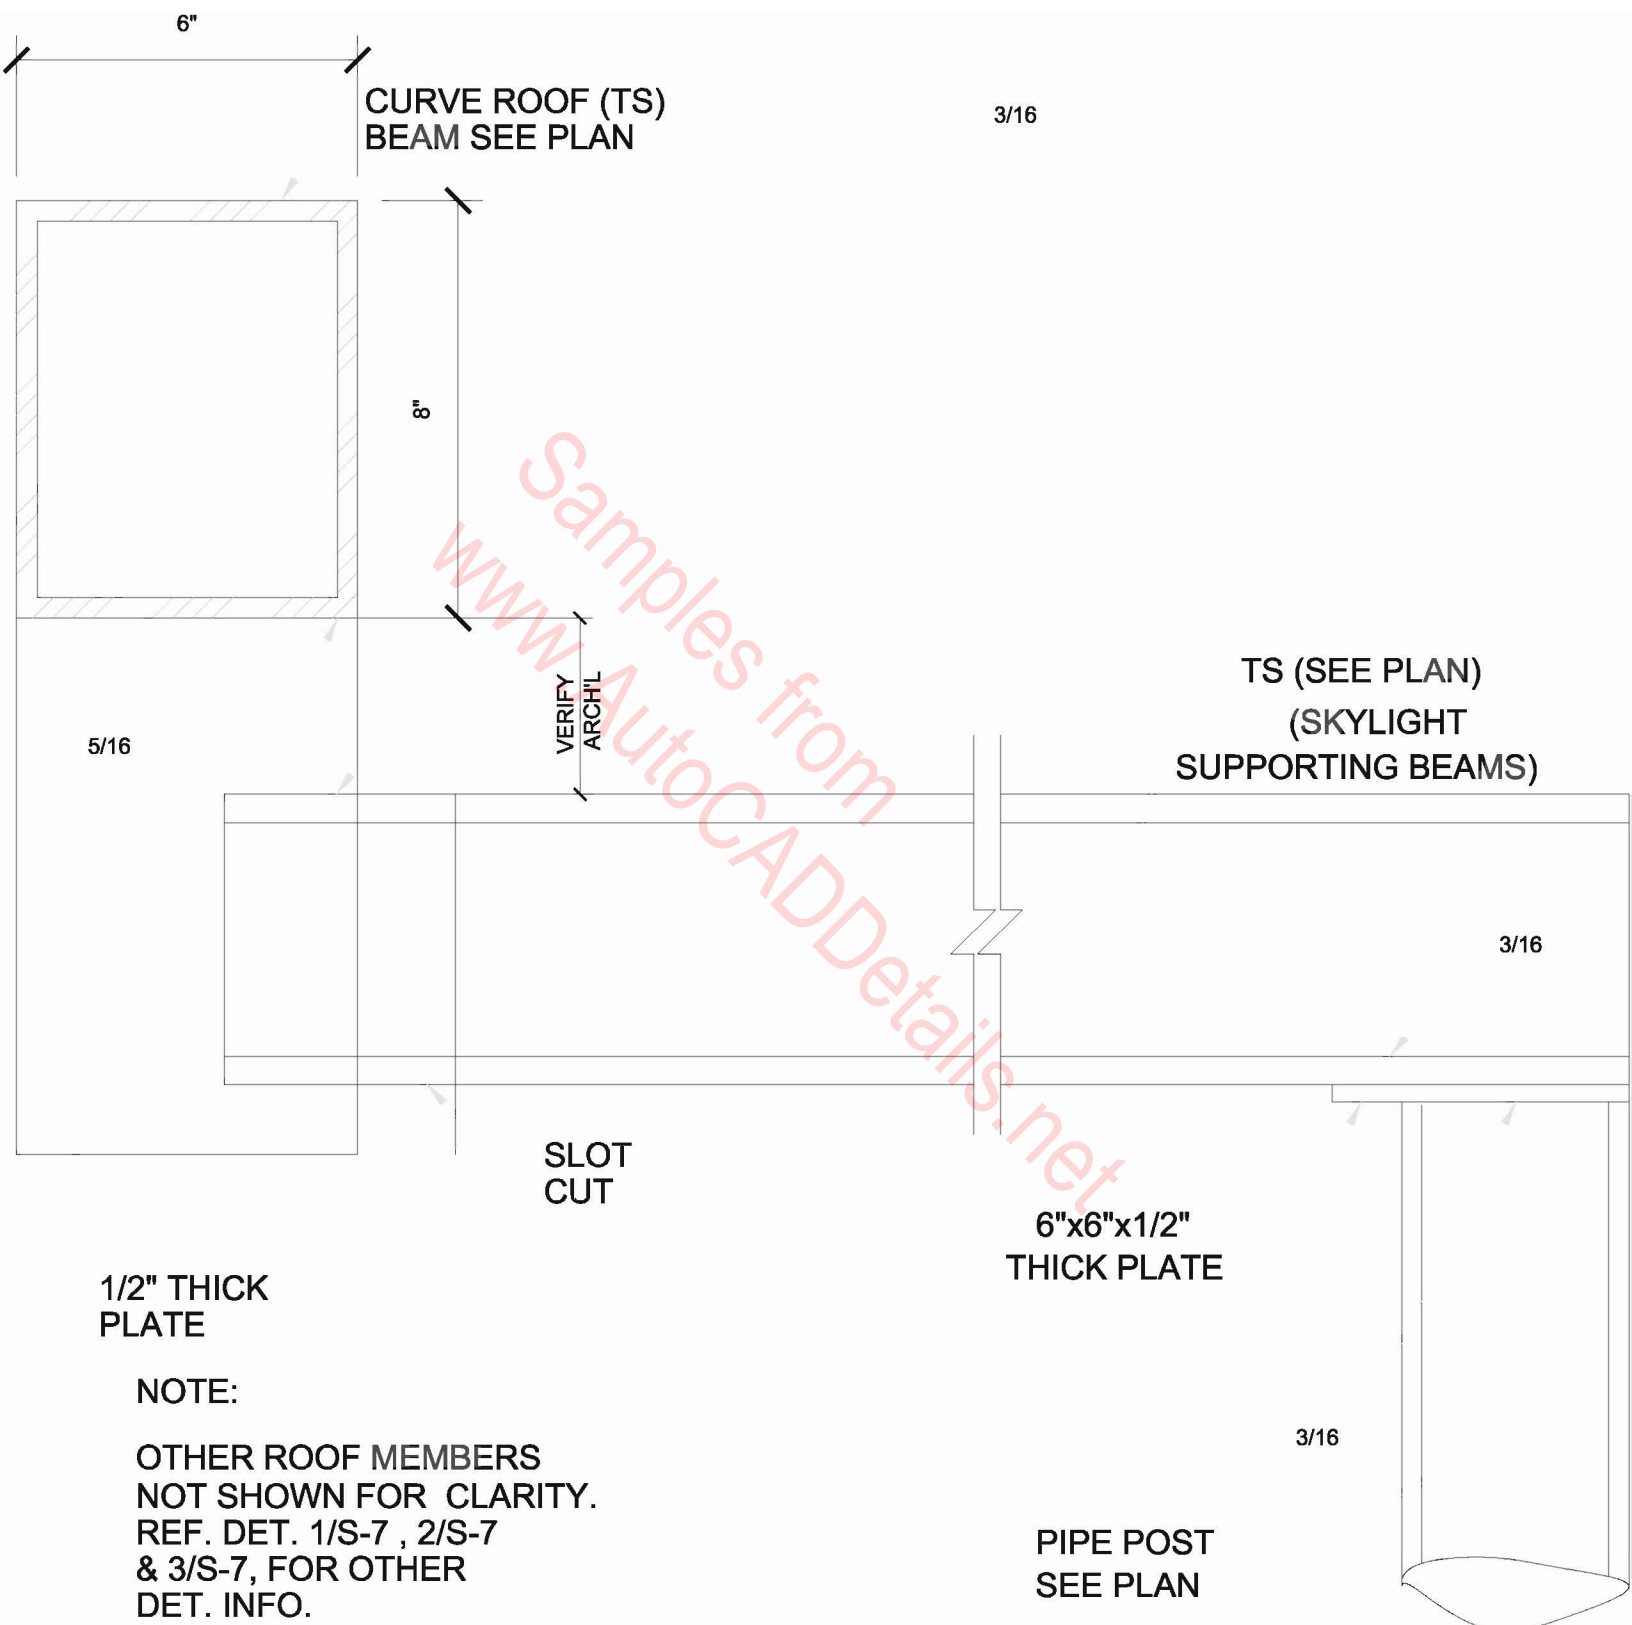 6"
CURVE ROOF (TS)
BEAM SEE PLAN
3/16
8"
Samples from
www.AutoCADDetails.net
VERIFY
ARCH'L
TS (SEE PLAN)
(SKYLIGHT
SUPPORTING BEAMS)
5/16
3/16
SLOT
CUT
6"x6"x1/2"
THICK PLATE
1/2" THICK
PLATE
NOTE:
OTHER ROOF MEMBERS
NOT SHOWN FOR CLARITY.
REF. DET. 1/S-7 , 2/S-7
& 3/S-7, FOR OTHER
DET. INFO.
3/16
PIPE POST
SEE PLAN